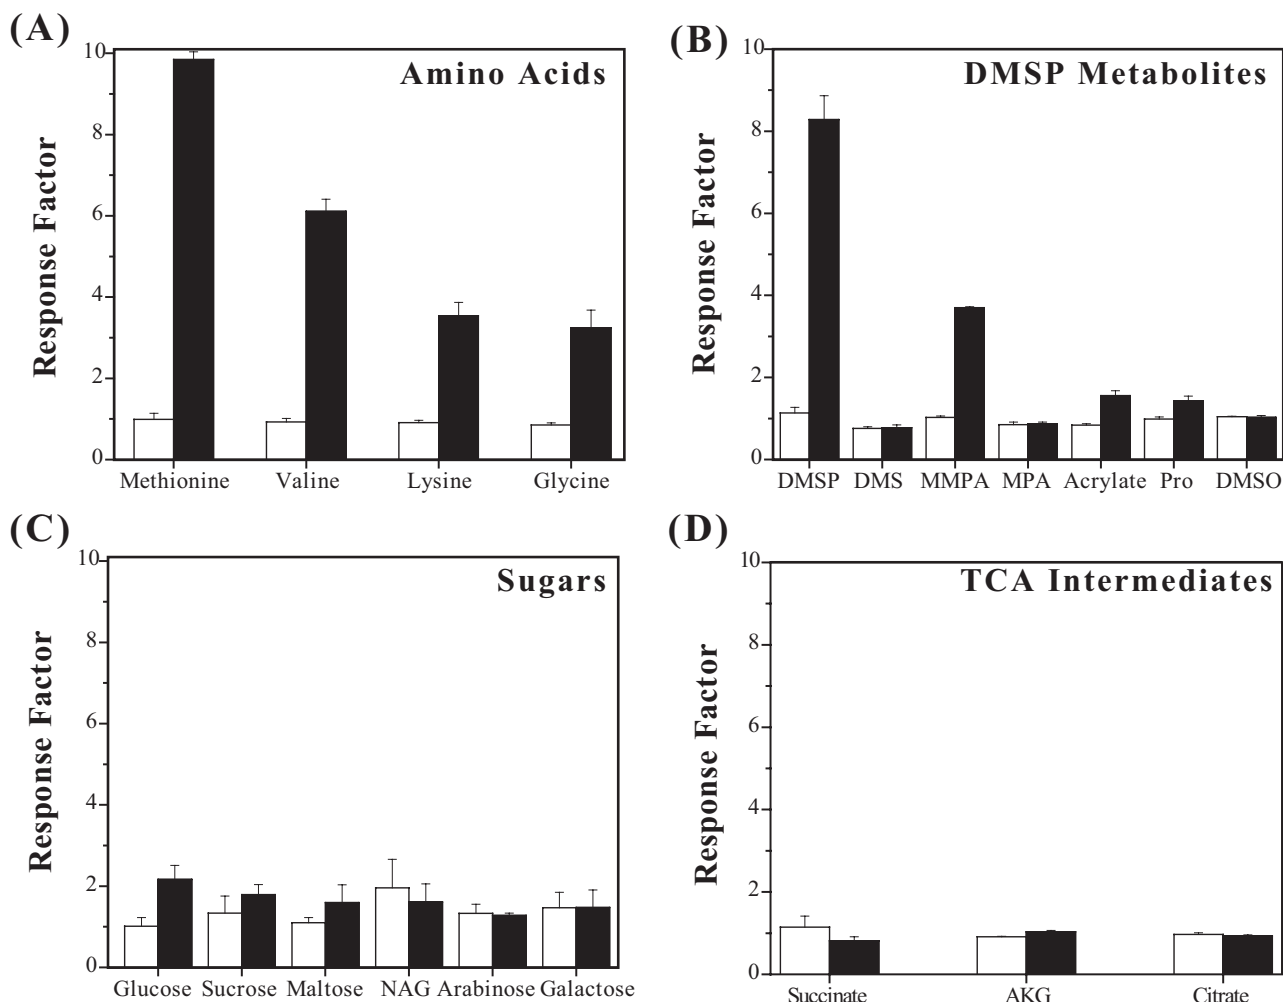 (A)
Amino Acids
Response Factor
10
8
6
4
2
0
Methionine Valine Lysine Glycine
(B)
DMSP Metabolites
Response Factor
10
8
6
4
2
0
DMSP DMS MMPA MPA Acrylate Pro DMSO
(C)
Sugars
Response Factor
10
8
6
4
2
0
Glucose Sucrose Maltose NAG Arabinose Galactose
(D)
TCA Intermediates
Response Factor
10
8
6
4
2
0
Succinate AKG Citrate